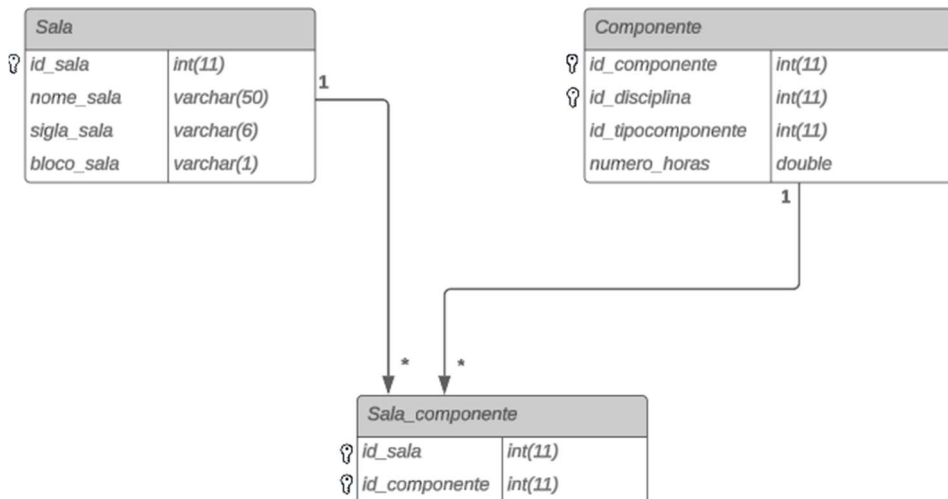 Sala
id_sala int(11)
nome_sala varchar(50)
sigla_sala varchar(6)
bloco_sala varchar(1)
1
Componente
id_componente int(11)
id_disciplina int(11)
id_tipocomponente int(11)
numero_horas double
1
*
*
Sala_componente
id_sala int(11)
id_componente int(11)